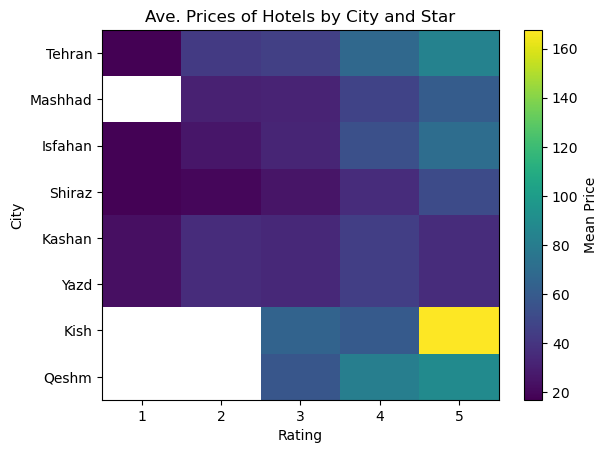 Ave. Prices of Hotels by City and Star
Tehran
Mashhad
Isfahan
Shiraz
Kashan
Yazd
Kish
Qeshm
City
1 2 3 4 5
Rating
160
140
120
100
80
60
40
20
Mean Price